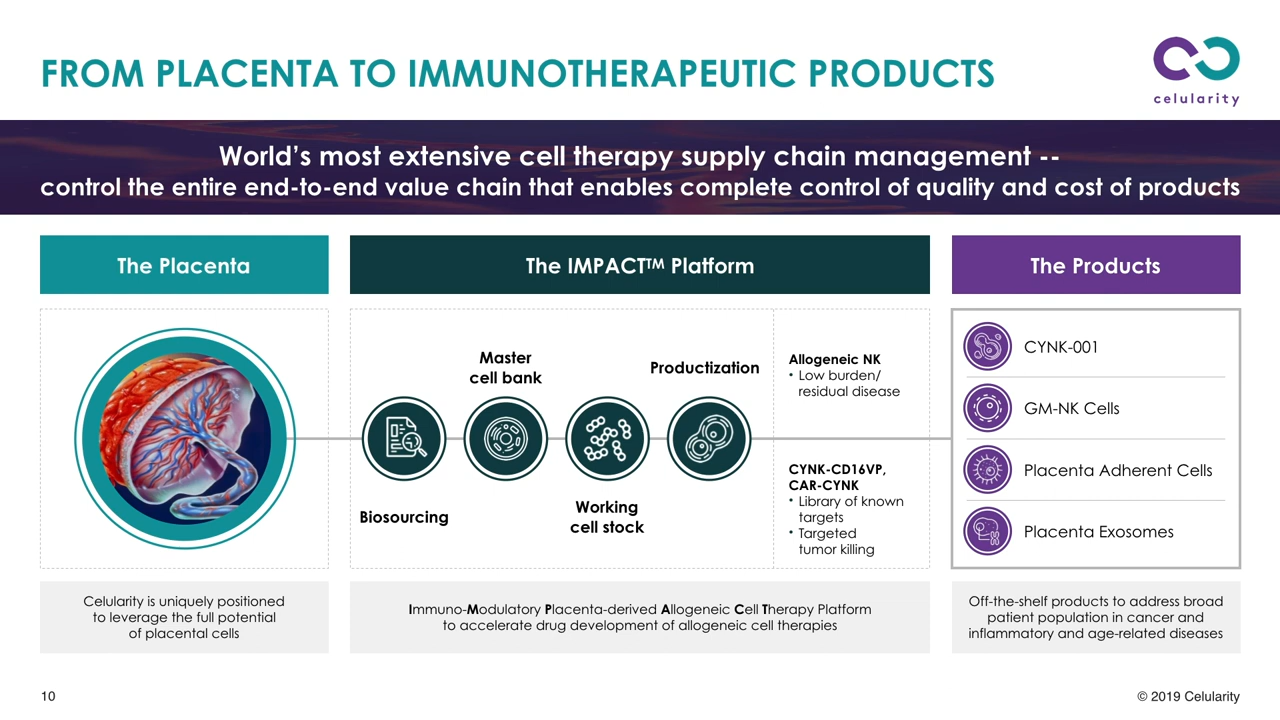 FROM PLACENTA TO IMMUNOTHERAPEUTIC PRODUCTS
celularity
World’s most extensive cell therapy supply chain management --
control the entire end-to-end value chain that enables complete control of quality and cost of products
The Placenta
The IMPACT™ Platform
The Products
Master
cell bank
Productization
Biosourcing
Working
cell stock
Allogeneic NK
• Low burden/
residual disease
CYNK-CD16VP,
CAR-CYNK
• Library of known
targets
• Targeted
tumor killing
CYNK-001
GM-NK Cells
Placenta Adherent Cells
Placenta Exosomes
Celularity is uniquely positioned
to leverage the full potential
of placental cells
Immuno-Modulatory Placenta-derived Allogeneic Cell Therapy Platform
to accelerate drug development of allogeneic cell therapies
Off-the-shelf products to address broad
patient population in cancer and
inflammatory and age-related diseases
10
© 2019 Celularity